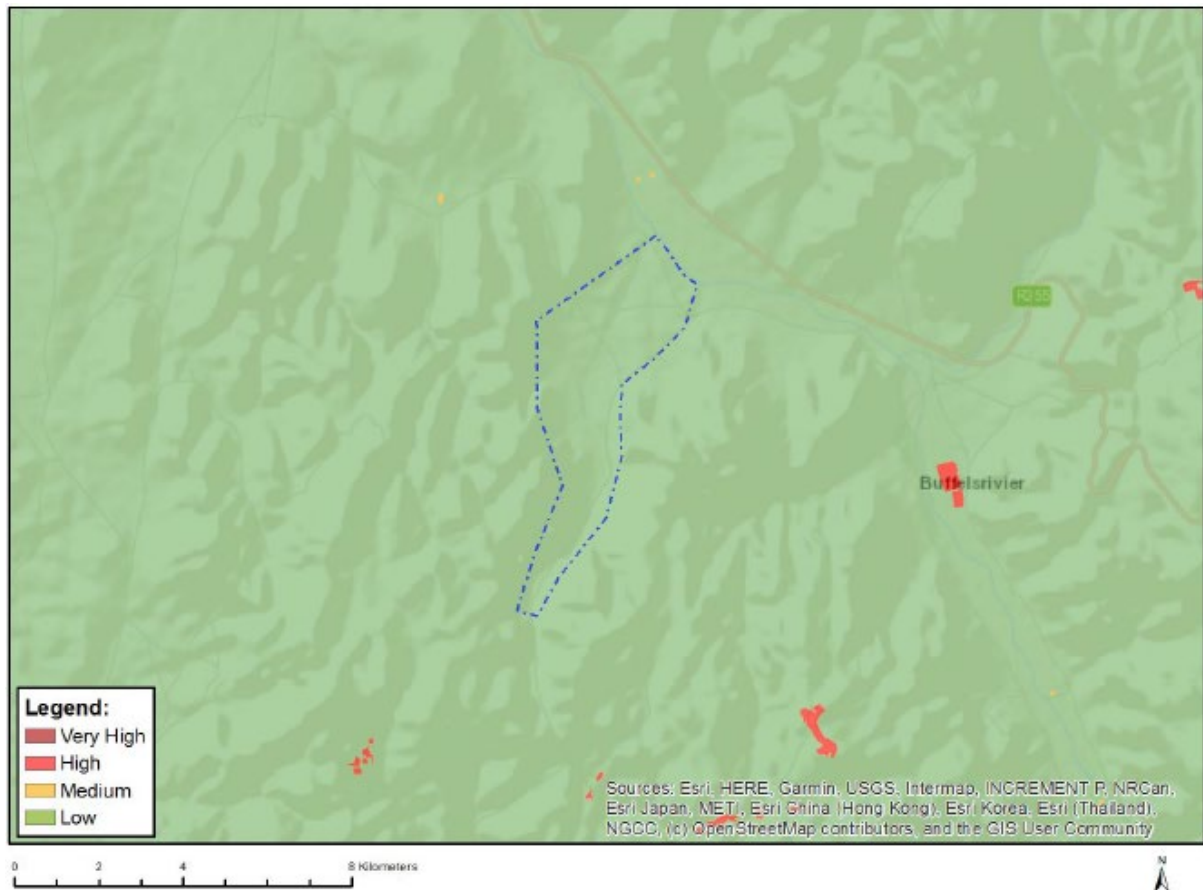 Buffelsrivier
Legend:
Very High
High
Medium
Low
Sources: Esri, HERE, Garmin, USGS, Intermap, INCREMENT P, NRCan,
Esri Japan, METI, Esri China (Hong Kong), Esri Korea, Esri (Thailand),
NGCC, (c) OpenStreetMap contributors, and the GIS User Community
0 2 4 8 Kilometers
N